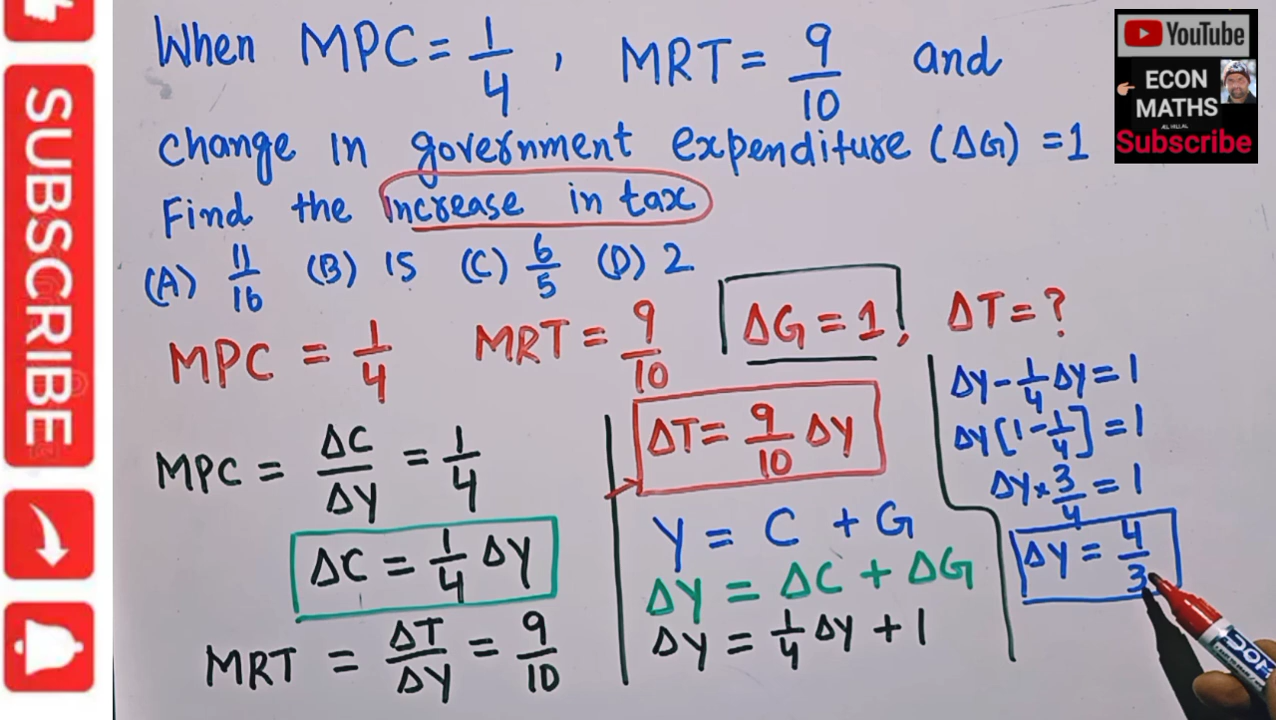 When MPC = 1/4 , MRT = 9/10 and
change in government expenditure (ΔG) = 1
Find the increase in tax
(A) 11/16 (B) 15 (C) 6/5 (D) 2
MPC = 1/4 MRT = 9/10 ΔG = 1, ΔT = ?
MPC = ΔC/ΔY = 1/4
ΔC = 1/4 ΔY
MRT = ΔT/ΔY = 9/10
ΔT = 9/10 ΔY
Y = C + G
ΔY = ΔC + ΔG
ΔY = 1/4 ΔY + 1
ΔY - 1/4 ΔY = 1
ΔY [1 - 1/4] = 1
ΔY × 3/4 = 1
ΔY = 4/3
SUBSCRIBE
YouTube
ECON
MATHS
Subscribe